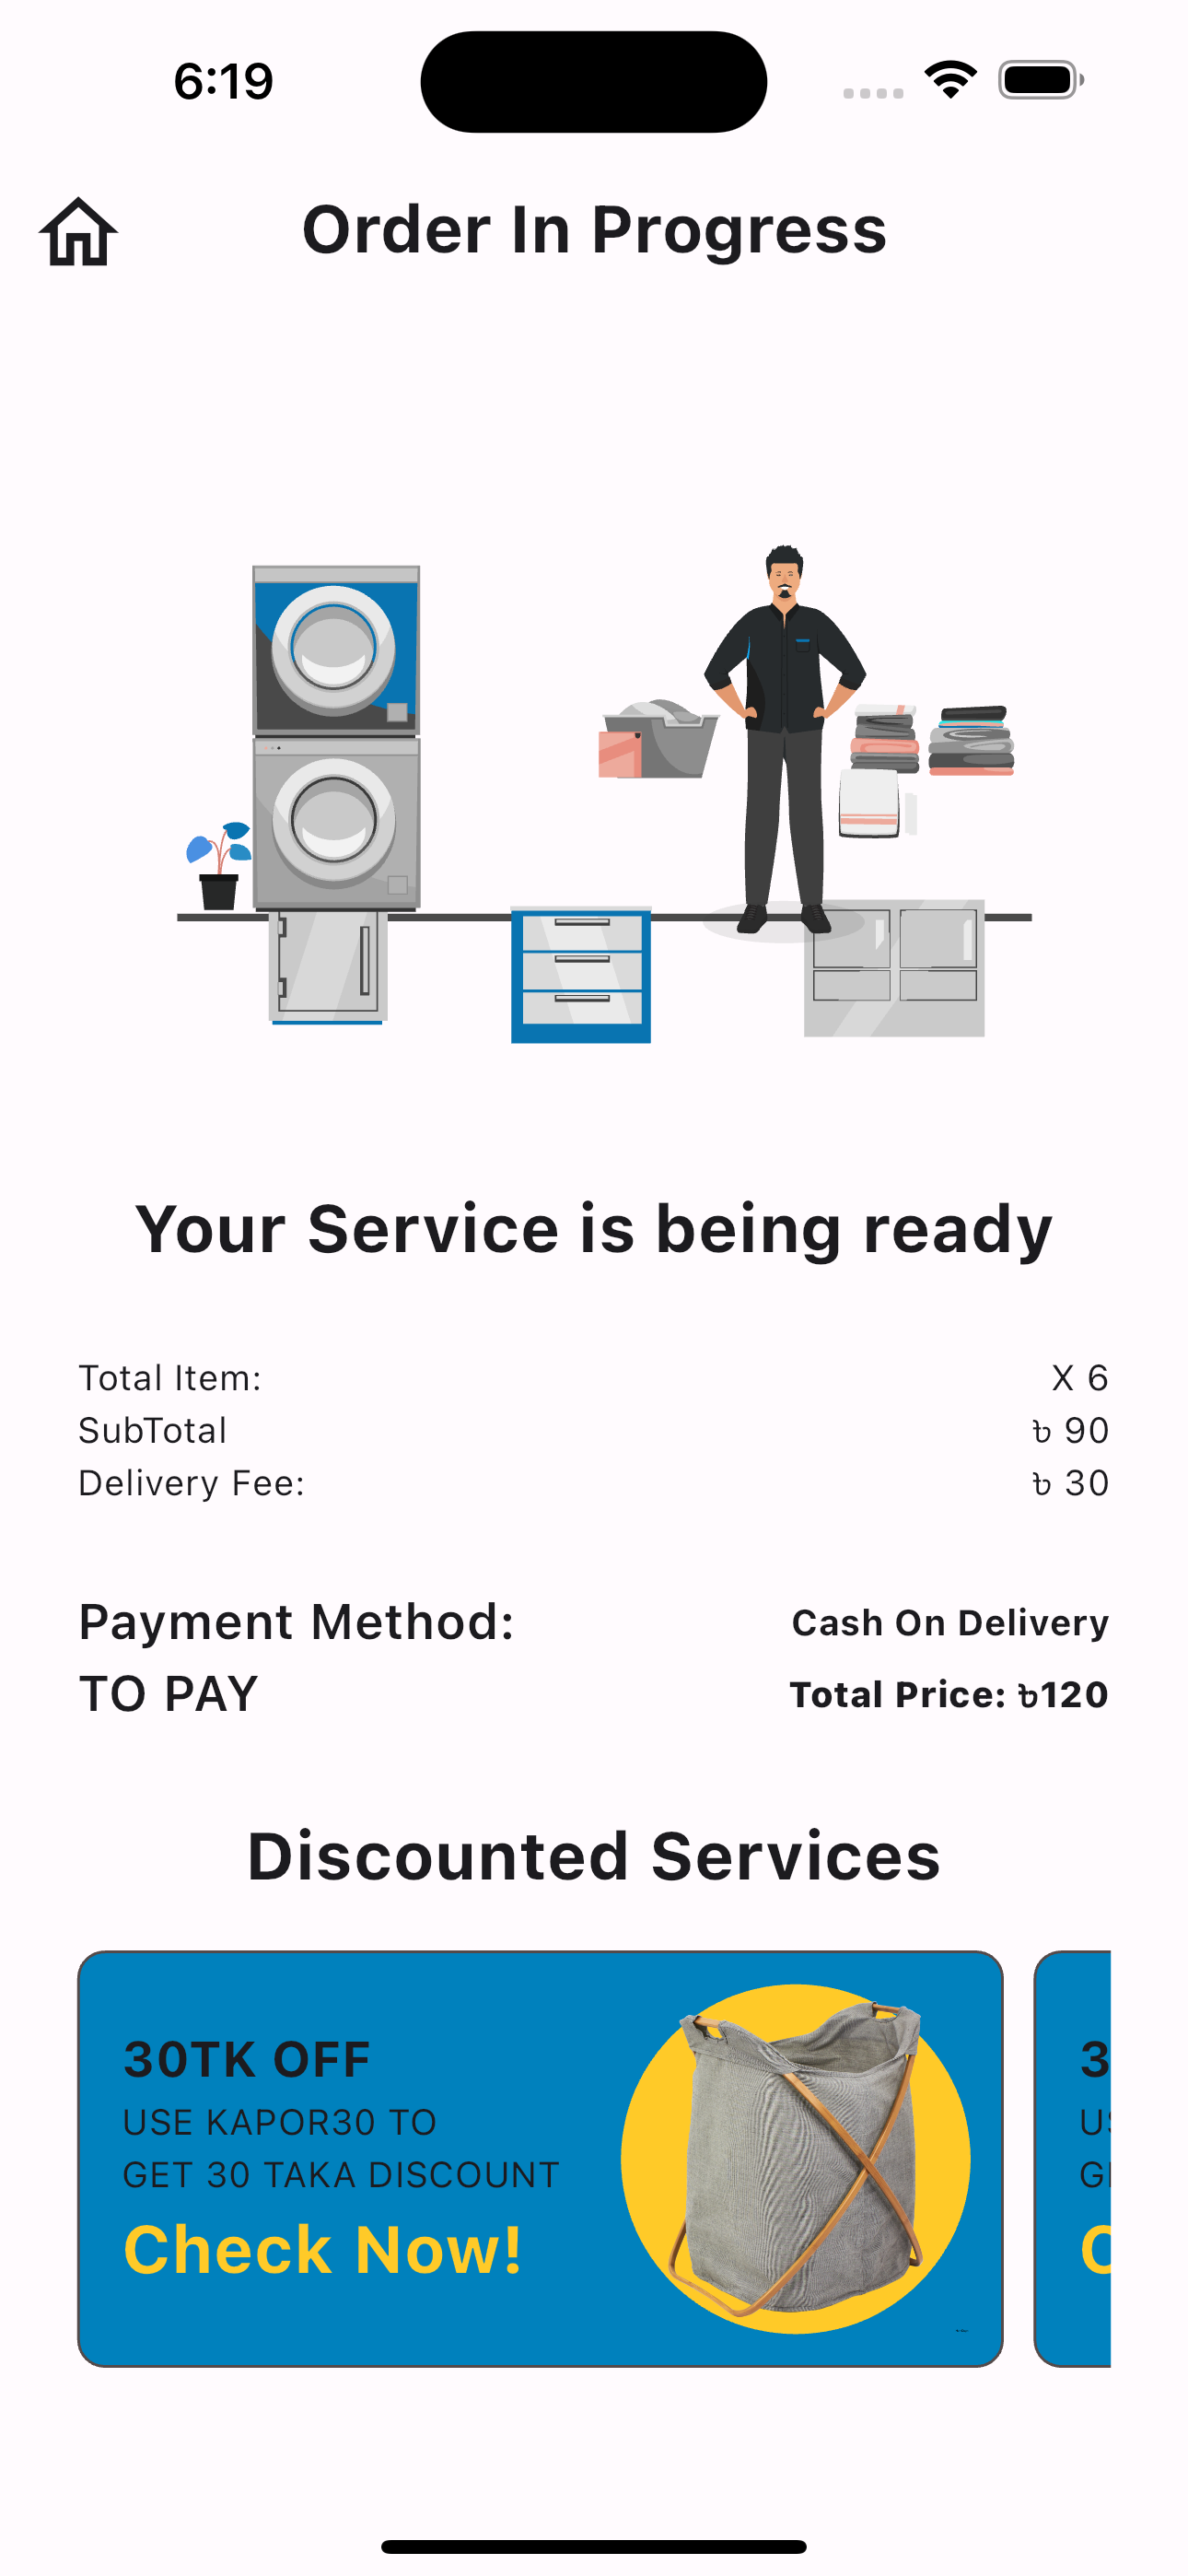 6:19
Order In Progress
Your Service is being ready
Total Item: X 6
SubTotal ৳ 90
Delivery Fee: ৳ 30
Payment Method: Cash On Delivery
TO PAY Total Price: ৳120
Discounted Services
30TK OFF
USE KAPOR30 TO
GET 30 TAKA DISCOUNT
Check Now!
3